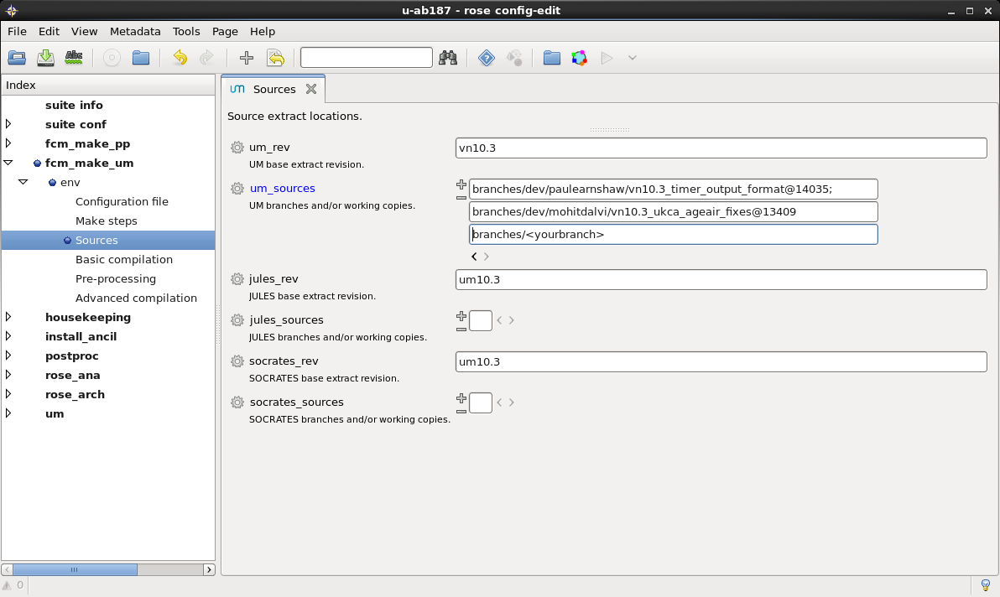 u-ab187 - rose config-edit
File Edit View Metadata Tools Page Help
Abc
Index
suite info
suite conf
fcm_make_pp
fcm_make_um
env
Configuration file
Make steps
Sources
Basic compilation
Pre-processing
Advanced compilation
housekeeping
install_ancil
postproc
rose_ana
rose_arch
um
0
um Sources
Source extract locations.
um_rev vn10.3
UM base extract revision.
um_sources branches/dev/paulearnshaw/vn10.3_timer_output_format@14035;
UM branches and/or working copies.
branches/dev/mohitdalvi/vn10.3_ukca_ageair_fixes@13409
branches/<yourbranch>
jules_rev um10.3
JULES base extract revision.
jules_sources
JULES branches and/or working copies.
socrates_rev um10.3
SOCRATES base extract revision.
socrates_sources
SOCRATES branches and/or working copies.